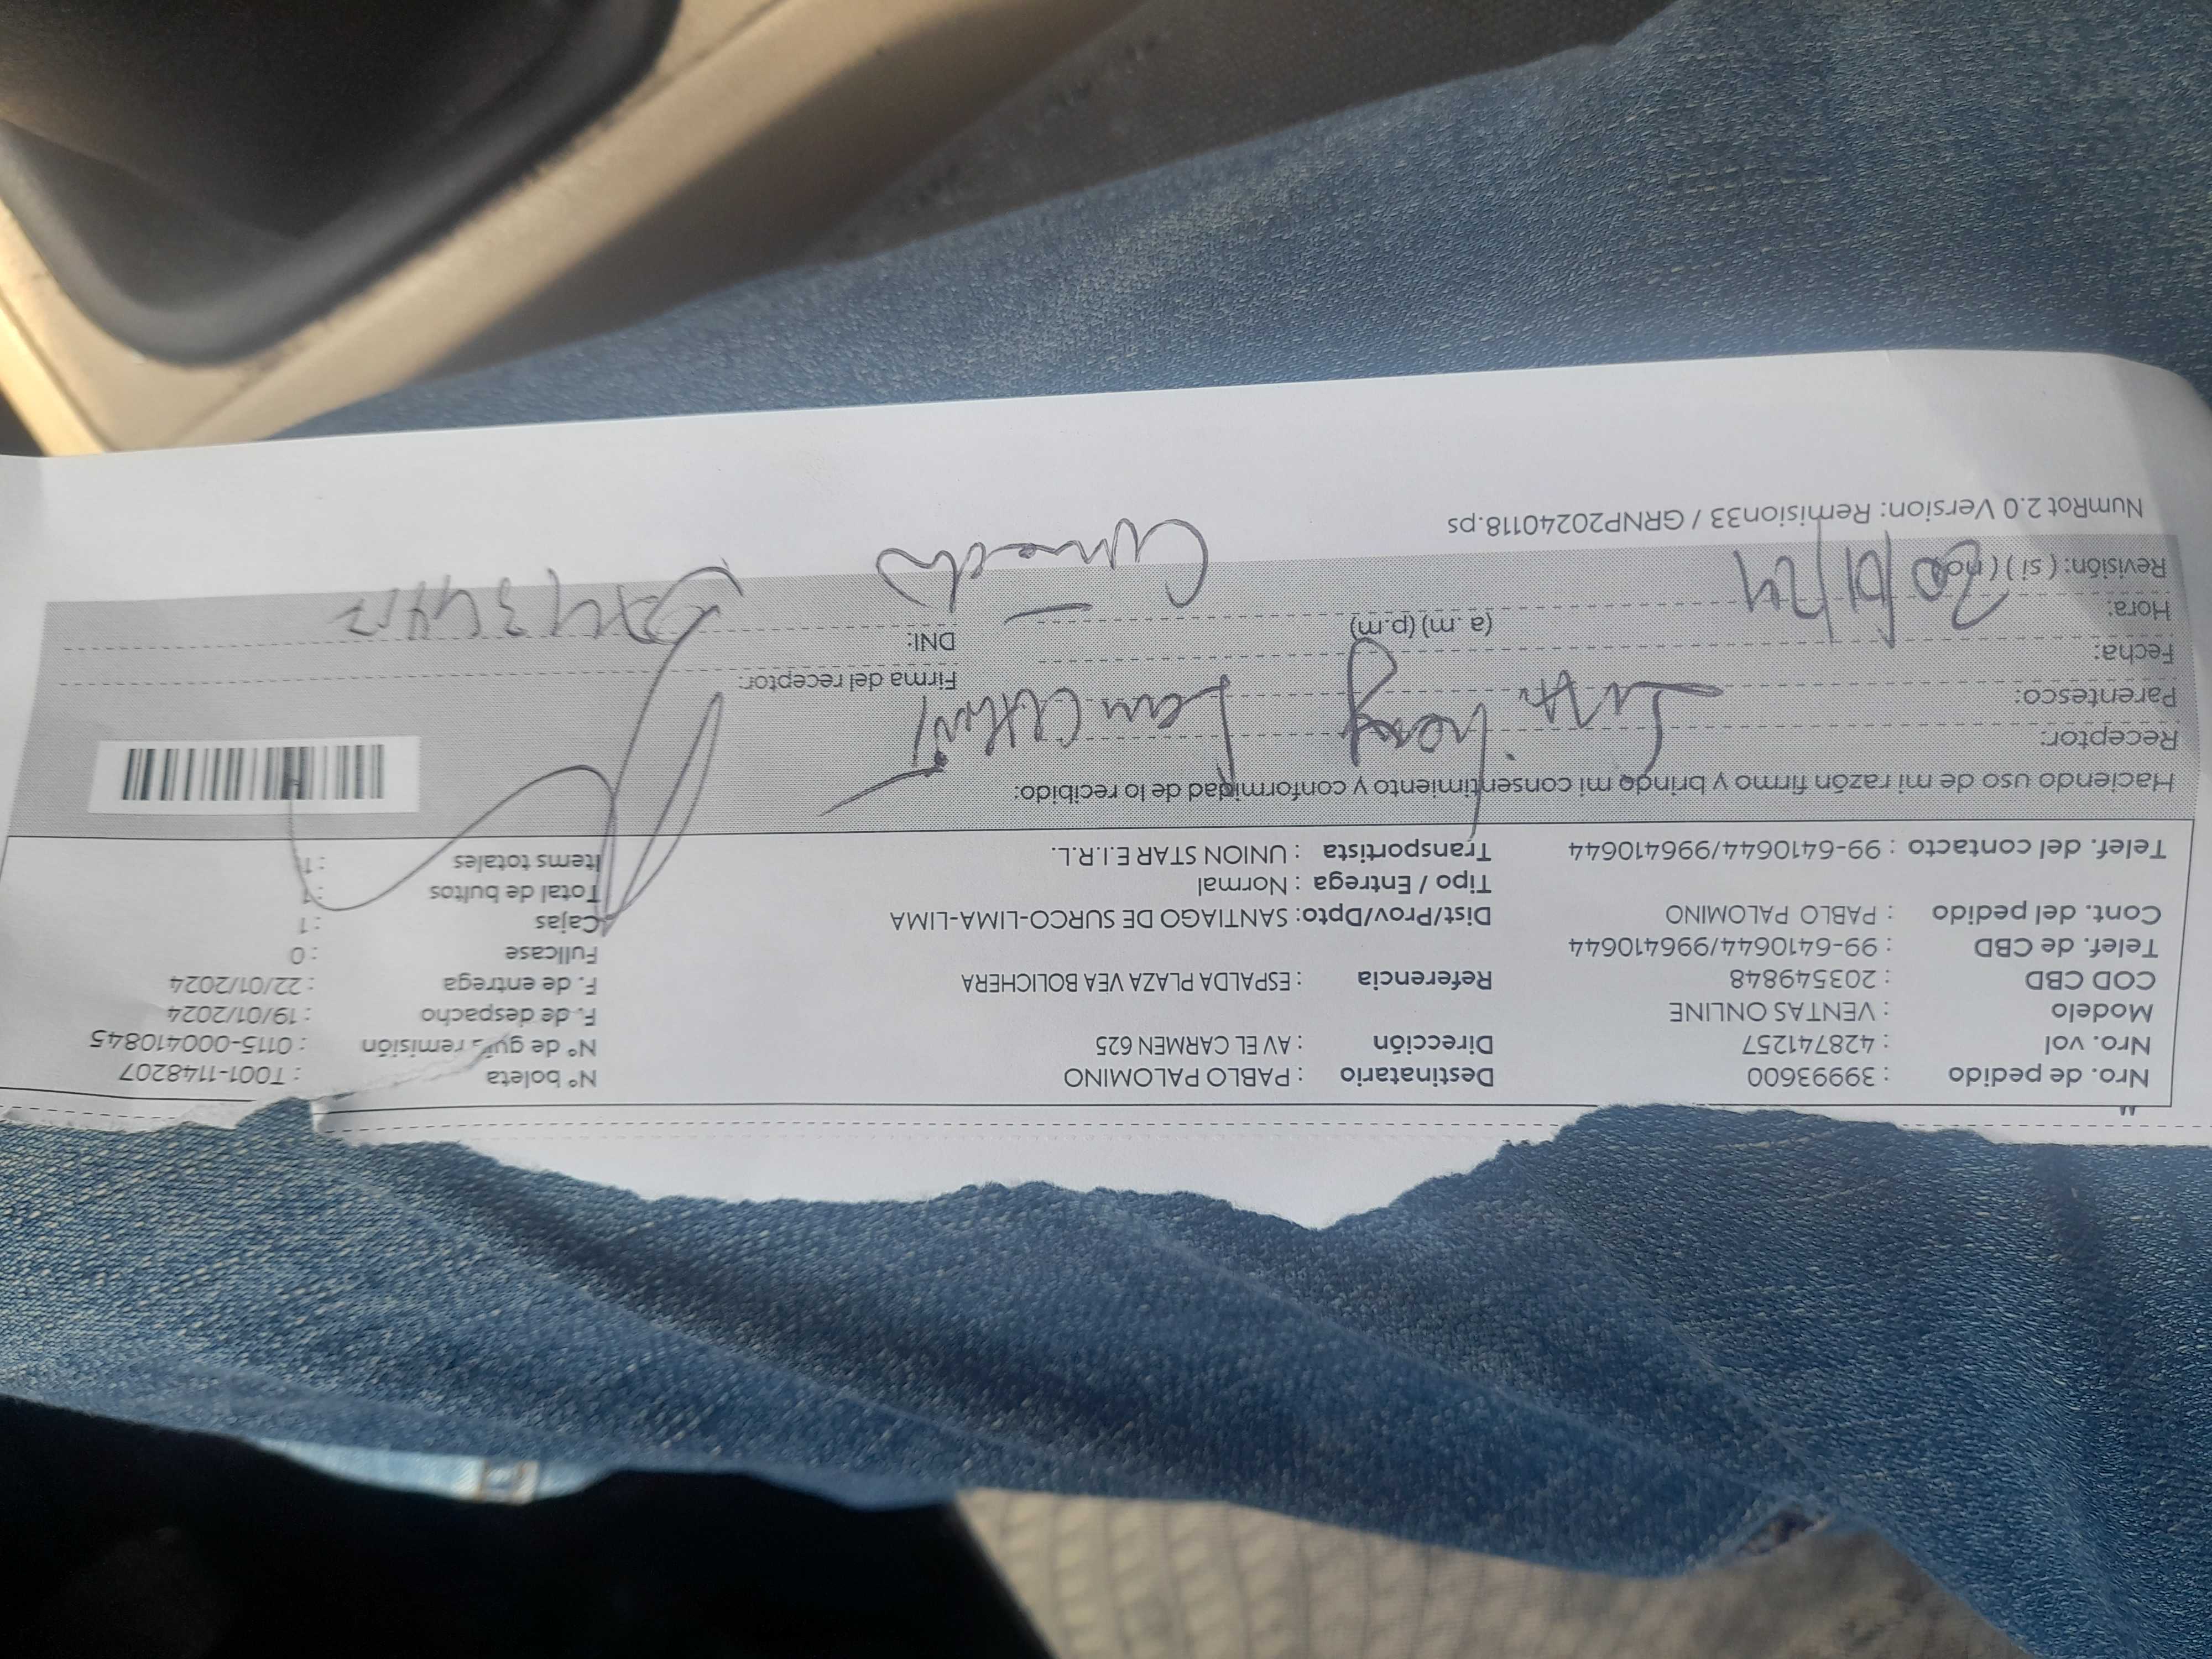 Nro. de pedido : 39993600 Destinatario : PABLO PALOMINO N° boleta : T001-1148207
Nro. vol : 428741257 Dirección : AV EL CARMEN 625 N° de guía remisión : 0115-000410845
Modelo : VENTAS ONLINE F. de despacho : 19/01/2024
COD CBD : 203549848 Referencia : ESPALDA PLAZA VEA BOLICHERA F. de entrega : 22/01/2024
Telef. de CBD : 99-6410644/996410644 Fullcase : 0
Cont. del pedido : PABLO PALOMINO Dist/Prov/Dpto: SANTIAGO DE SURCO-LIMA-LIMA Cajas : 1
Tipo / Entrega : Normal Total de bultos : 1
Telef. del contacto : 99-6410644/996410644 Transportista : UNION STAR E.I.R.L. Items totales : 1
Haciendo uso de mi razón firmo y brindo mi consentimiento y conformidad de lo recibido:
Receptor:
Parentesco: Firma del receptor:
Fecha: DNI:
Hora: 20/01/24 (a.m) (p.m)
Revisión: ( si ) ( no
NumRot 2.0 Version: Remision33 / GRNP20240118.ps